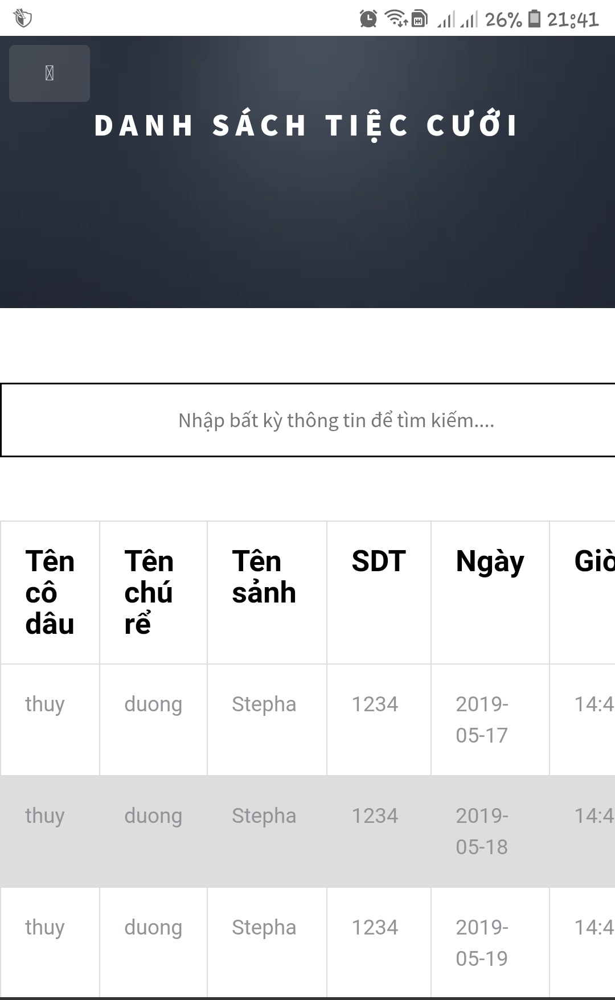 26% 21:41
DANH SÁCH TIỆC CƯỚI
Nhập bất kỳ thông tin để tìm kiếm....
Tên cô dâu Tên chú rể Tên sảnh SDT Ngày Giờ
thuy duong Stepha 1234 2019-05-17 14:4
thuy duong Stepha 1234 2019-05-18 14:4
thuy duong Stepha 1234 2019-05-19 14:4